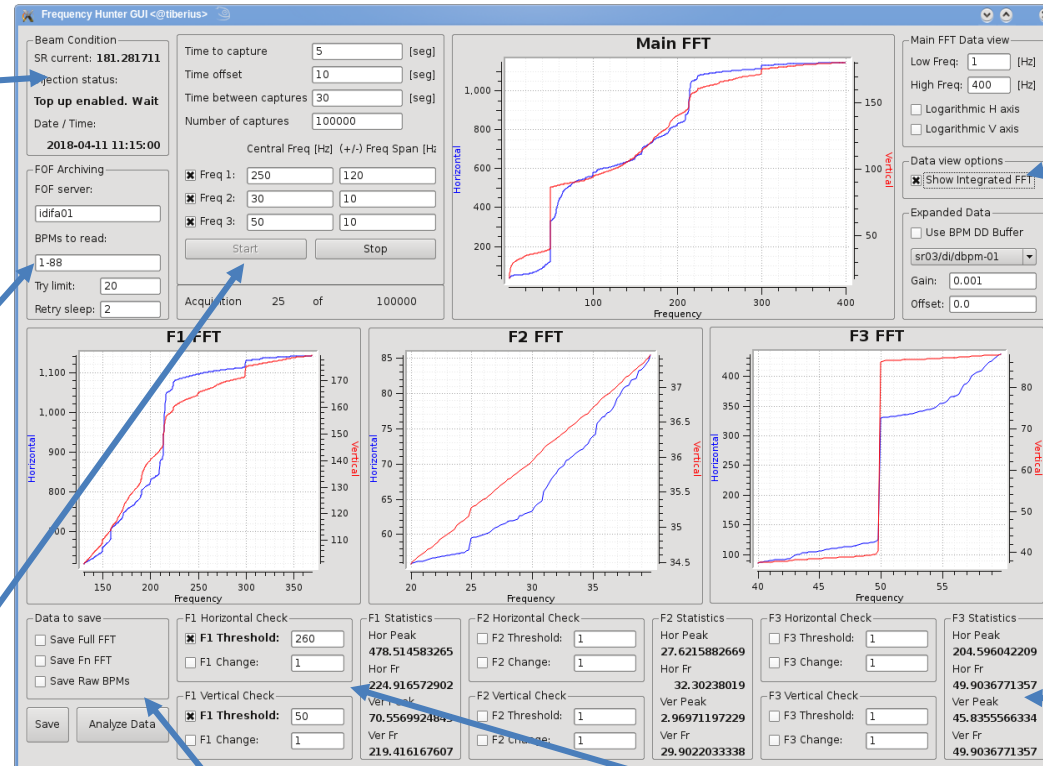 Frequency Hunter GUI <@tiberius>
Beam Condition
SR current: 181.281711
jection status:
Top up enabled. Wait
Date / Time:
2018-04-11 11:15:00
FOF Archiving
FOF server:
idifa01
BPMs to read:
1-88
Try limit: 20
Retry sleep: 2
Time to capture 5 [seg]
Time offset 10 [seg]
Time between captures 30 [seg]
Number of captures 100000
Central Freq [Hz] (+/-) Freq Span [Hz
Freq 1: 250 120
Freq 2: 30 10
Freq 3: 50 10
Start Stop
25 of 100000
Main FFT
1,000
800
600
400
200
Horizontal
150
100
50
Vertical
100 200 300 400
Frequency
Main FFT Data view
Low Freq: 1 [Hz]
High Freq: 400 [Hz]
Logarithmic H axis
Logarithmic V axis
Data view options
Show Integrated FFT
Expanded Data
Use BPM DD Buffer
sr03/di/dbpm-01
Gain: 0.001
Offset: 0.0
F1 FFT
1,100
1,000
900
800
Horizontal
170
160
150
140
130
120
110
Vertical
150 200 250 300 350
Frequency
F2 FFT
85
80
75
70
65
60
Horizontal
37
36.5
36
35.5
35
34.5
Vertical
20 25 30 35
Frequency
F3 FFT
400
350
300
250
200
150
100
Horizontal
80
70
60
50
40
Vertical
40 45 50 55
Frequency
Data to save
Save Full FFT
Save Fn FFT
Save Raw BPMs
Save Analyze Data
F1 Horizontal Check
F1 Threshold: 260
F1 Change: 1
F1 Vertical Check
F1 Threshold: 50
F1 Change: 1
F1 Statistics
Hor Peak
478.514583265
Hor Fr
224.916572902
Ver Peak
70.5569924845
Ver Fr
219.416167607
F2 Horizontal Check
F2 Threshold: 1
F2 Change: 1
F2 Vertical Check
F2 Threshold: 1
F2 Change: 1
F2 Statistics
Hor Peak
27.6215882669
Hor Fr
32.30238019
Ver Peak
2.96971197229
Ver Fr
29.9022033338
F3 Horizontal Check
F3 Threshold: 1
F3 Change: 1
F3 Vertical Check
F3 Threshold: 1
F3 Change: 1
F3 Statistics
Hor Peak
204.596042209
Hor Fr
49.9036771357
Ver Peak
45.8355566334
Ver Fr
49.9036771357